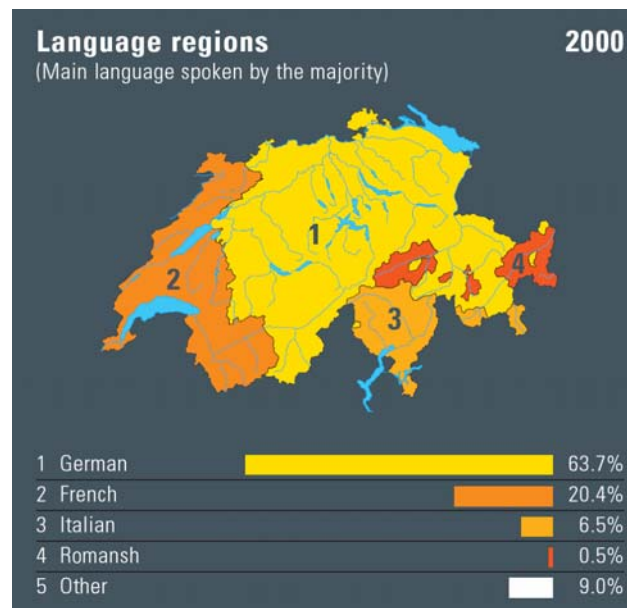 Language regions 2000
(Main language spoken by the majority)
1
2
3
4
1 German 63.7%
2 French 20.4%
3 Italian 6.5%
4 Romansh 0.5%
5 Other 9.0%